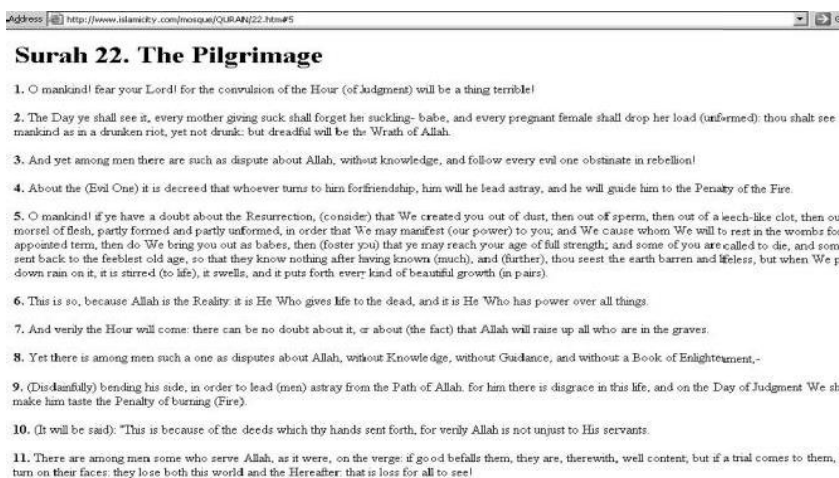 Address http://www.islamicity.com/mosque/QURAN/22.htm#5
Surah 22. The Pilgrimage
1. O mankind! fear your Lord! for the convulsion of the Hour (of Judgment) will be a thing terrible!
2. The Day ye shall see it, every mother giving suck shall forget her suckling- babe, and every pregnant female shall drop her load (unformed): thou shalt see
mankind as in a drunken riot, yet not drunk: but dreadful will be the Wrath of Allah.
3. And yet among men there are such as dispute about Allah, without knowledge, and follow every evil one obstinate in rebellion!
4. About the (Evil One) it is decreed that whoever turns to him forfriendship, him will he lead astray, and he will guide him to the Penalty of the Fire.
5. O mankind! if ye have a doubt about the Resurrection, (consider) that We created you out of dust, then out of sperm, then out of a leech-like clot, then ou
morsel of flesh, partly formed and partly unformed, in order that We may manifest (our power) to you; and We cause whom We will to rest in the wombs for
appointed term, then do We bring you out as babes, then (foster you) that ye may reach your age of full strength; and some of you are called to die, and som
sent back to the feeblest old age, so that they know nothing after having known (much), and (further), thou seest the earth barren and lifeless, but when We p
down rain on it, it is stirred (to life), it swells, and it puts forth every kind of beautiful growth (in pairs).
6. This is so, because Allah is the Reality: it is He Who gives life to the dead, and it is He Who has power over all things.
7. And verily the Hour will come: there can be no doubt about it, or about (the fact) that Allah will raise up all who are in the graves.
8. Yet there is among men such a one as disputes about Allah, without Knowledge, without Guidance, and without a Book of Enlightenment,-
9. (Disdainfully) bending his side, in order to lead (men) astray from the Path of Allah. for him there is disgrace in this life, and on the Day of Judgment We sh
make him taste the Penalty of burning (Fire).
10. (It will be said): "This is because of the deeds which thy hands sent forth, for verily Allah is not unjust to His servants.
11. There are among men some who serve Allah, as it were, on the verge: if good befalls them, they are, therewith, well content; but if a trial comes to them,
turn on their faces: they lose both this world and the Hereafter: that is loss for all to see!